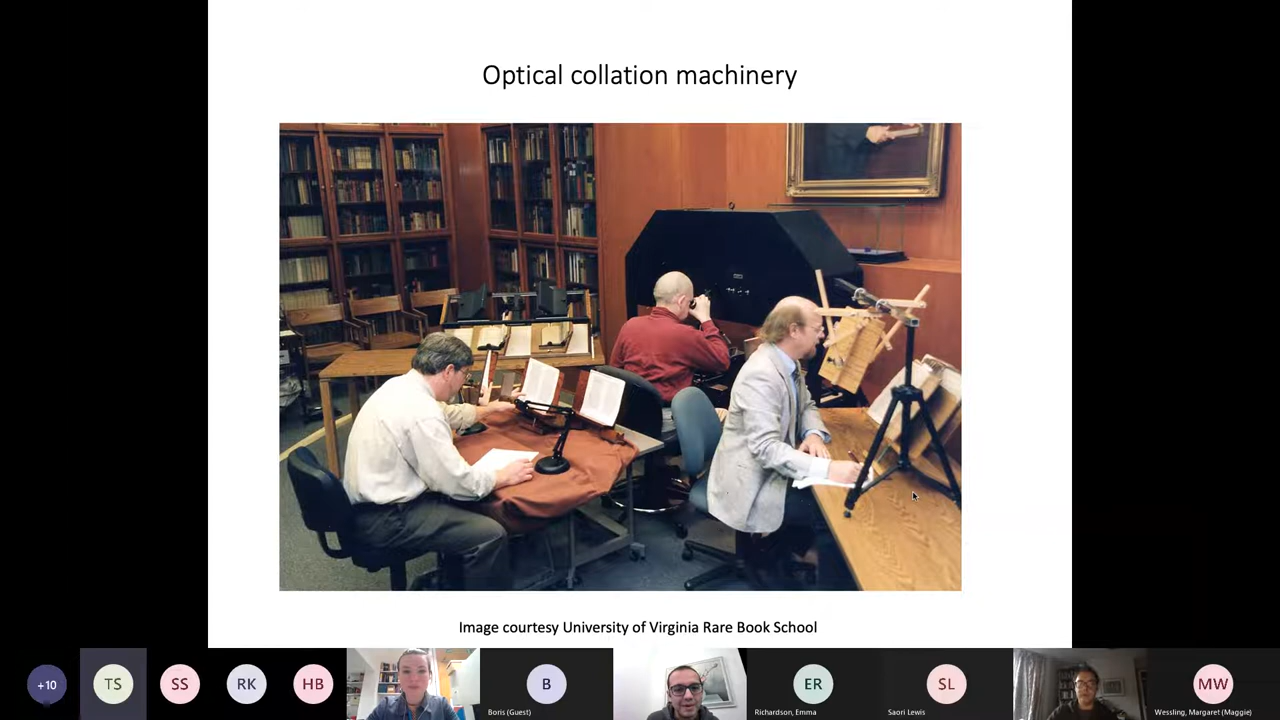 Optical collation machinery
Image courtesy University of Virginia Rare Book School
+10
TS
SS
RK
HB
B
Boris (Guest)
ER
Richardson, Emma
SL
Saori Lewis
MW
Wessling, Margaret (Maggie)